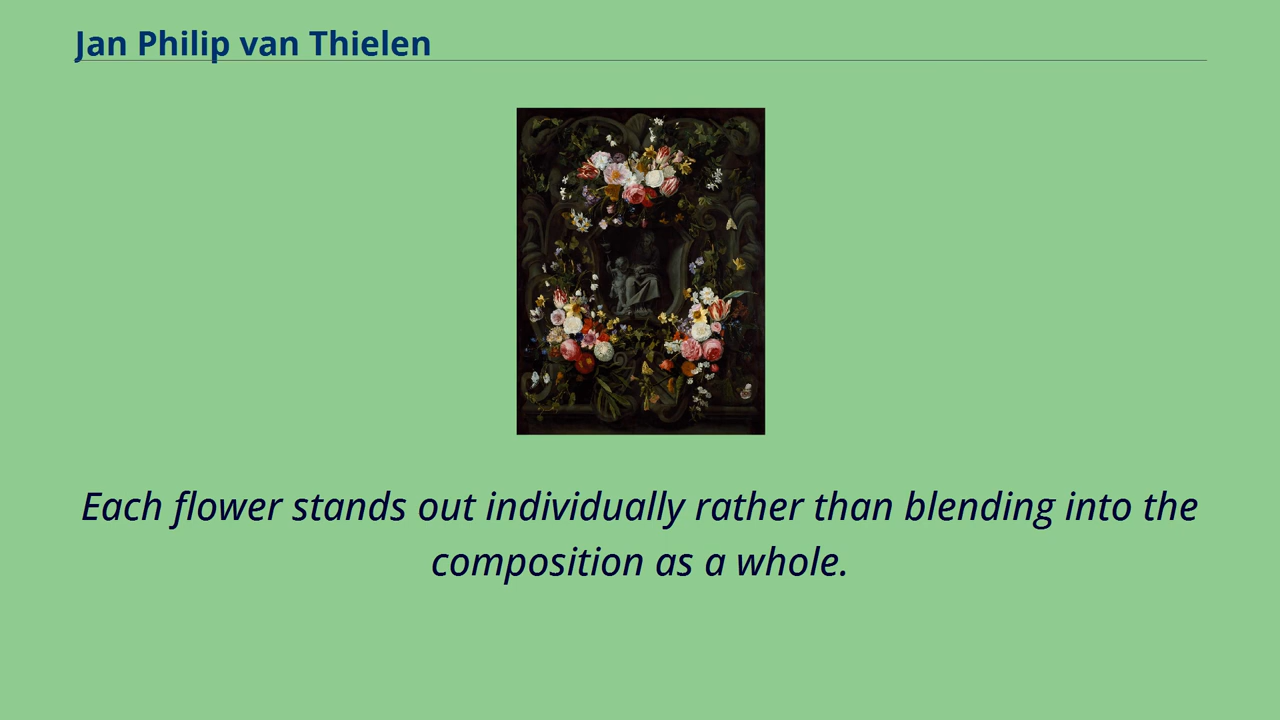 Jan Philip van Thielen
Each flower stands out individually rather than blending into the
composition as a whole.